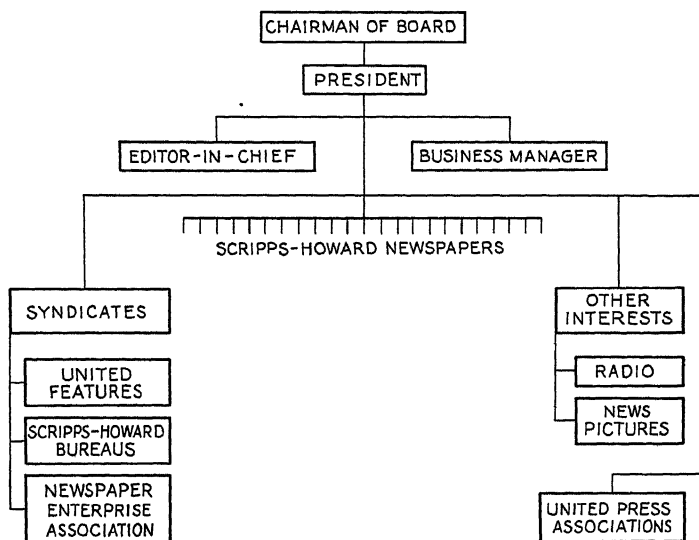 CHAIRMAN OF BOARD
PRESIDENT
EDITOR-IN-CHIEF
BUSINESS MANAGER
SCRIPPS-HOWARD NEWSPAPERS
SYNDICATES
UNITED
FEATURES
SCRIPPS-HOWARD
BUREAUS
NEWSPAPER
ENTERPRISE
ASSOCIATION
OTHER
INTERESTS
RADIO
NEWS
PICTURES
UNITED PRESS
ASSOCIATIONS